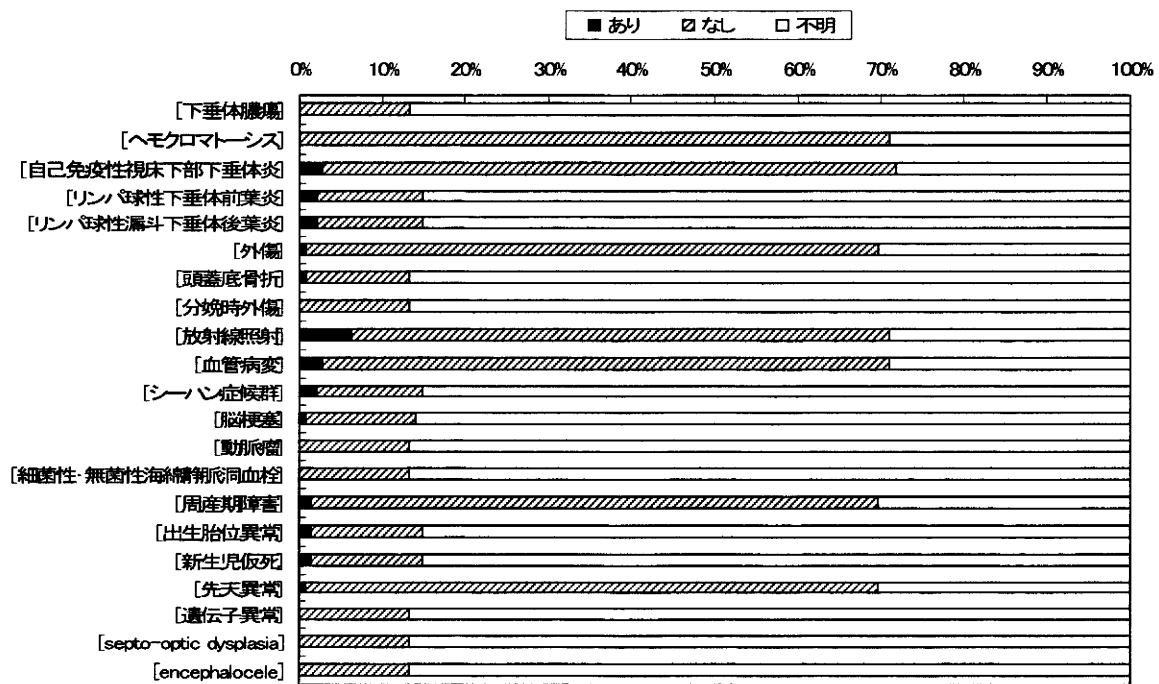 ■ あり ▨ なし □ 不明
0% 10% 20% 30% 40% 50% 60% 70% 80% 90% 100%
[下垂体膿瘍]
[ヘモクロマトーシス]
[自己免疫性視床下部下垂体炎]
[リンパ球性下垂体前葉炎]
[リンパ球性漏斗下垂体後葉炎]
[外傷]
[頭蓋底骨折]
[分娩時外傷]
[放射線照射]
[血管病変]
[シーハン症候群]
[脳梗塞]
[動脈瘤]
[細菌性・無菌性海綿静脈洞血栓]
[周産期障害]
[出生胎位異常]
[新生児仮死]
[先天異常]
[遺伝子異常]
[septo-optic dysplasia]
[encephalocele]